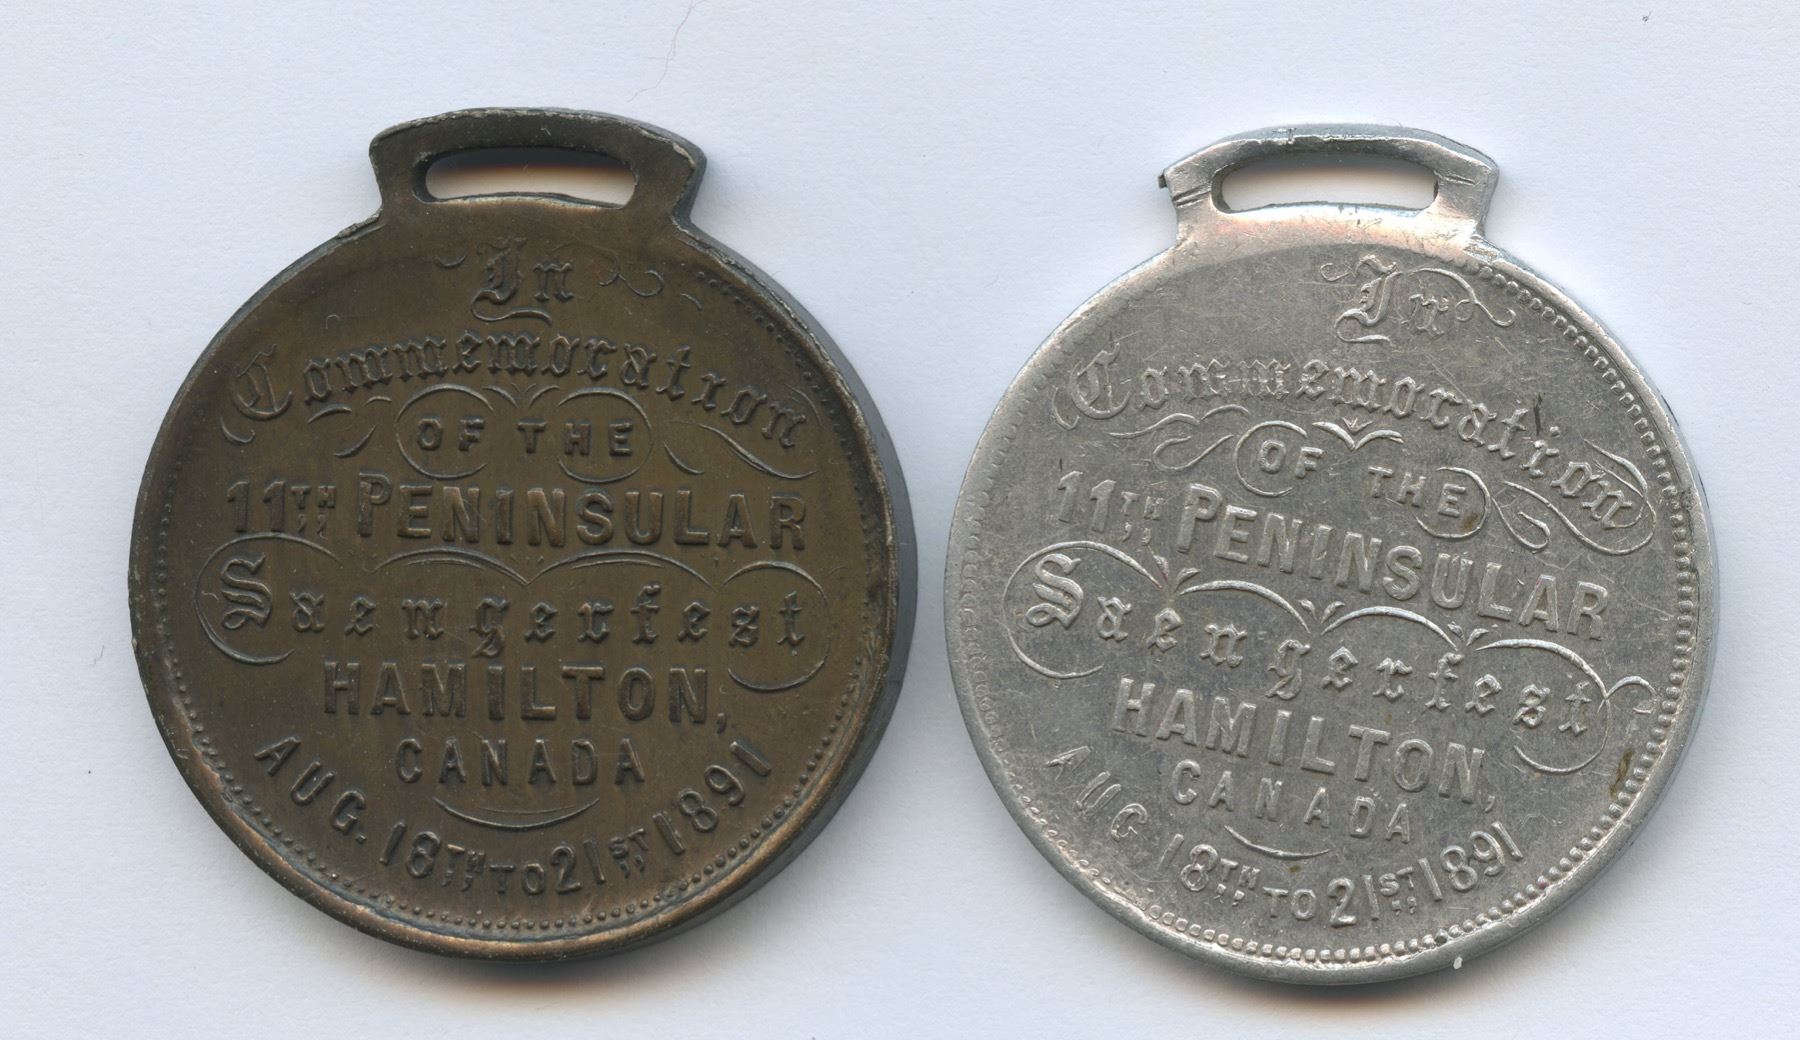 In
Commemoration
OF THE
11TH PENINSULAR
Saengerfest
HAMILTON,
CANADA
AUG. 18TH TO 21ST 1891
In
Commemoration
OF THE
11TH PENINSULAR
Saengerfest
HAMILTON,
CANADA
AUG 18TH TO 21ST 1891